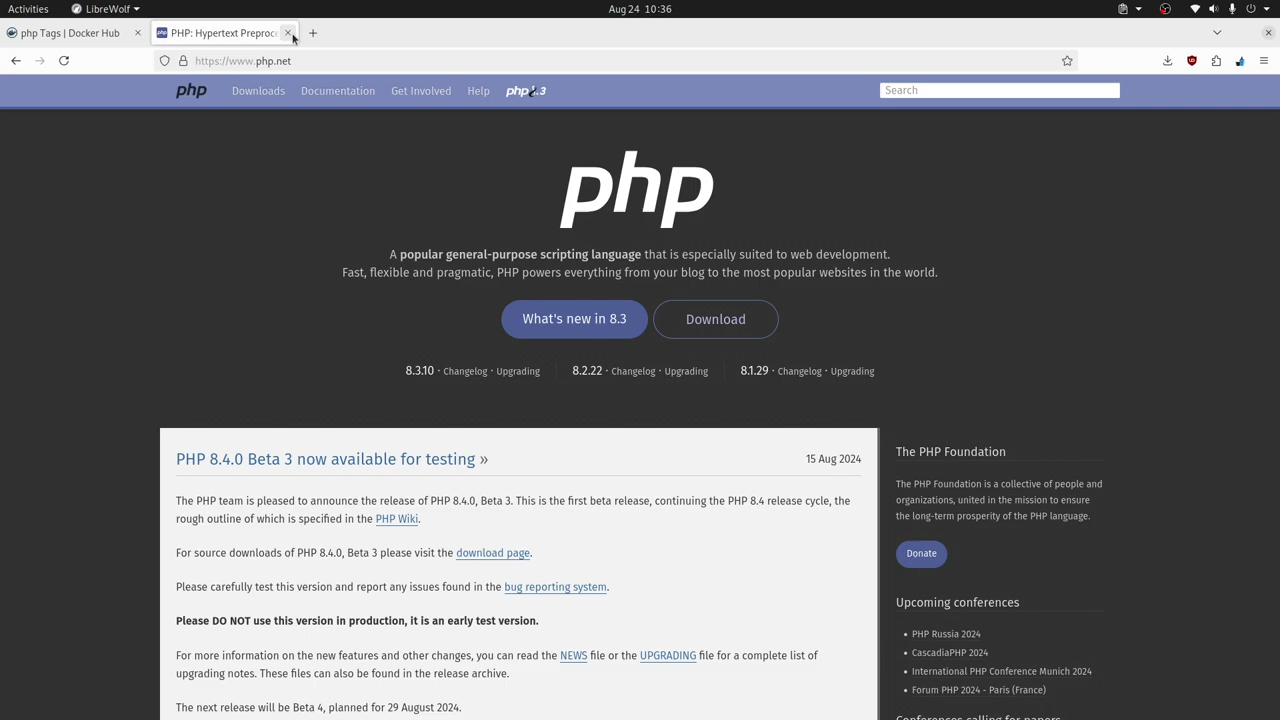 Activities
LibreWolf
Aug 24 10:36
php Tags | Docker Hub
PHP: Hypertext Preproc
https://www.php.net
php
Downloads
Documentation
Get Involved
Help
Search
php
A popular general-purpose scripting language that is especially suited to web development.
Fast, flexible and pragmatic, PHP powers everything from your blog to the most popular websites in the world.
What's new in 8.3
Download
8.3.10 · Changelog · Upgrading
8.2.22 · Changelog · Upgrading
8.1.29 · Changelog · Upgrading
PHP 8.4.0 Beta 3 now available for testing »
15 Aug 2024
The PHP team is pleased to announce the release of PHP 8.4.0, Beta 3. This is the first beta release, continuing the PHP 8.4 release cycle, the
rough outline of which is specified in the PHP Wiki.
For source downloads of PHP 8.4.0, Beta 3 please visit the download page.
Please carefully test this version and report any issues found in the bug reporting system.
Please DO NOT use this version in production, it is an early test version.
For more information on the new features and other changes, you can read the NEWS file or the UPGRADING file for a complete list of
upgrading notes. These files can also be found in the release archive.
The next release will be Beta 4, planned for 29 August 2024.
The PHP Foundation
The PHP Foundation is a collective of people and
organizations, united in the mission to ensure
the long-term prosperity of the PHP language.
Donate
Upcoming conferences
• PHP Russia 2024
• CascadiaPHP 2024
• International PHP Conference Munich 2024
• Forum PHP 2024 - Paris (France)
Conferences calling for papers